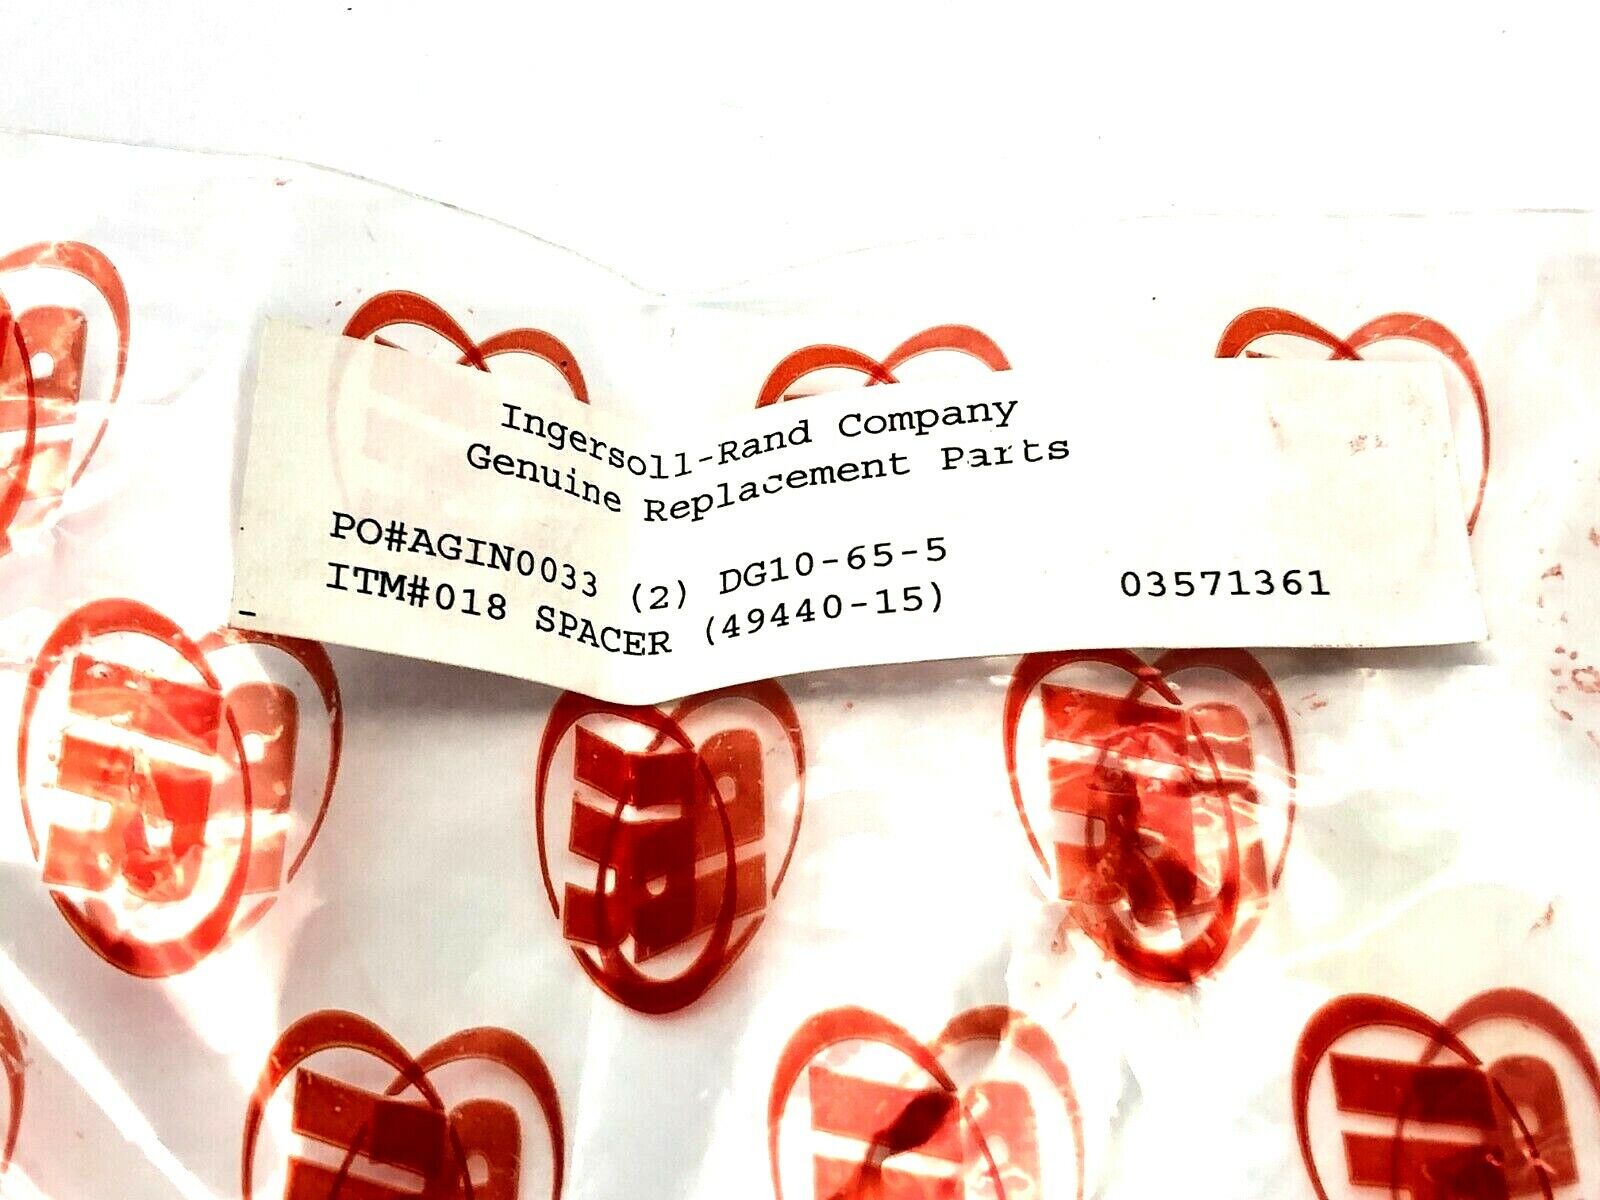 Ingersoll-Rand Company
Genuine Replacement Parts
PO#AGIN0033 (2) DG10-65-5
ITM#018 SPACER (49440-15) 03571361